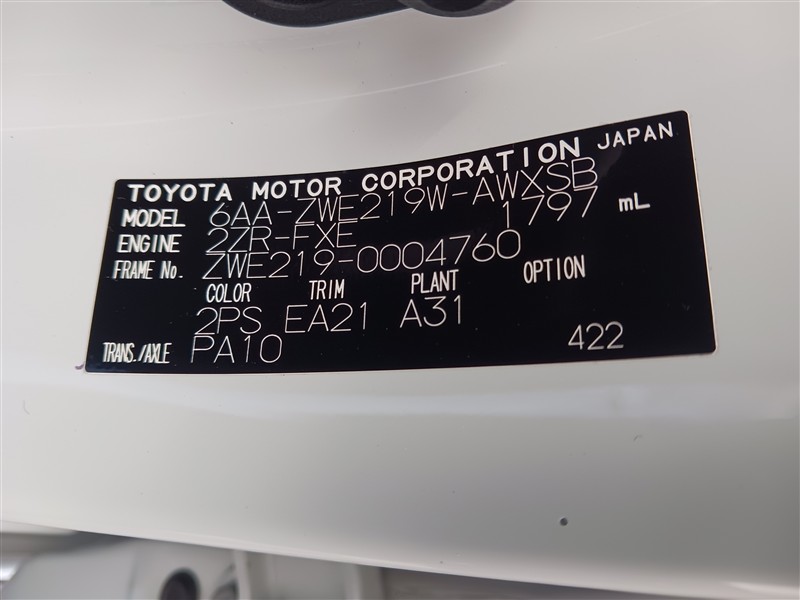 TOYOTA MOTOR CORPORATION JAPAN
MODEL 6AA-ZWE219W-AWXSB
ENGINE 2ZR-FXE 1797 mL
FRAME No. ZWE219-0004760
COLOR TRIM PLANT OPTION
2PS EA21 A31
TRANS./AXLE PA10 422